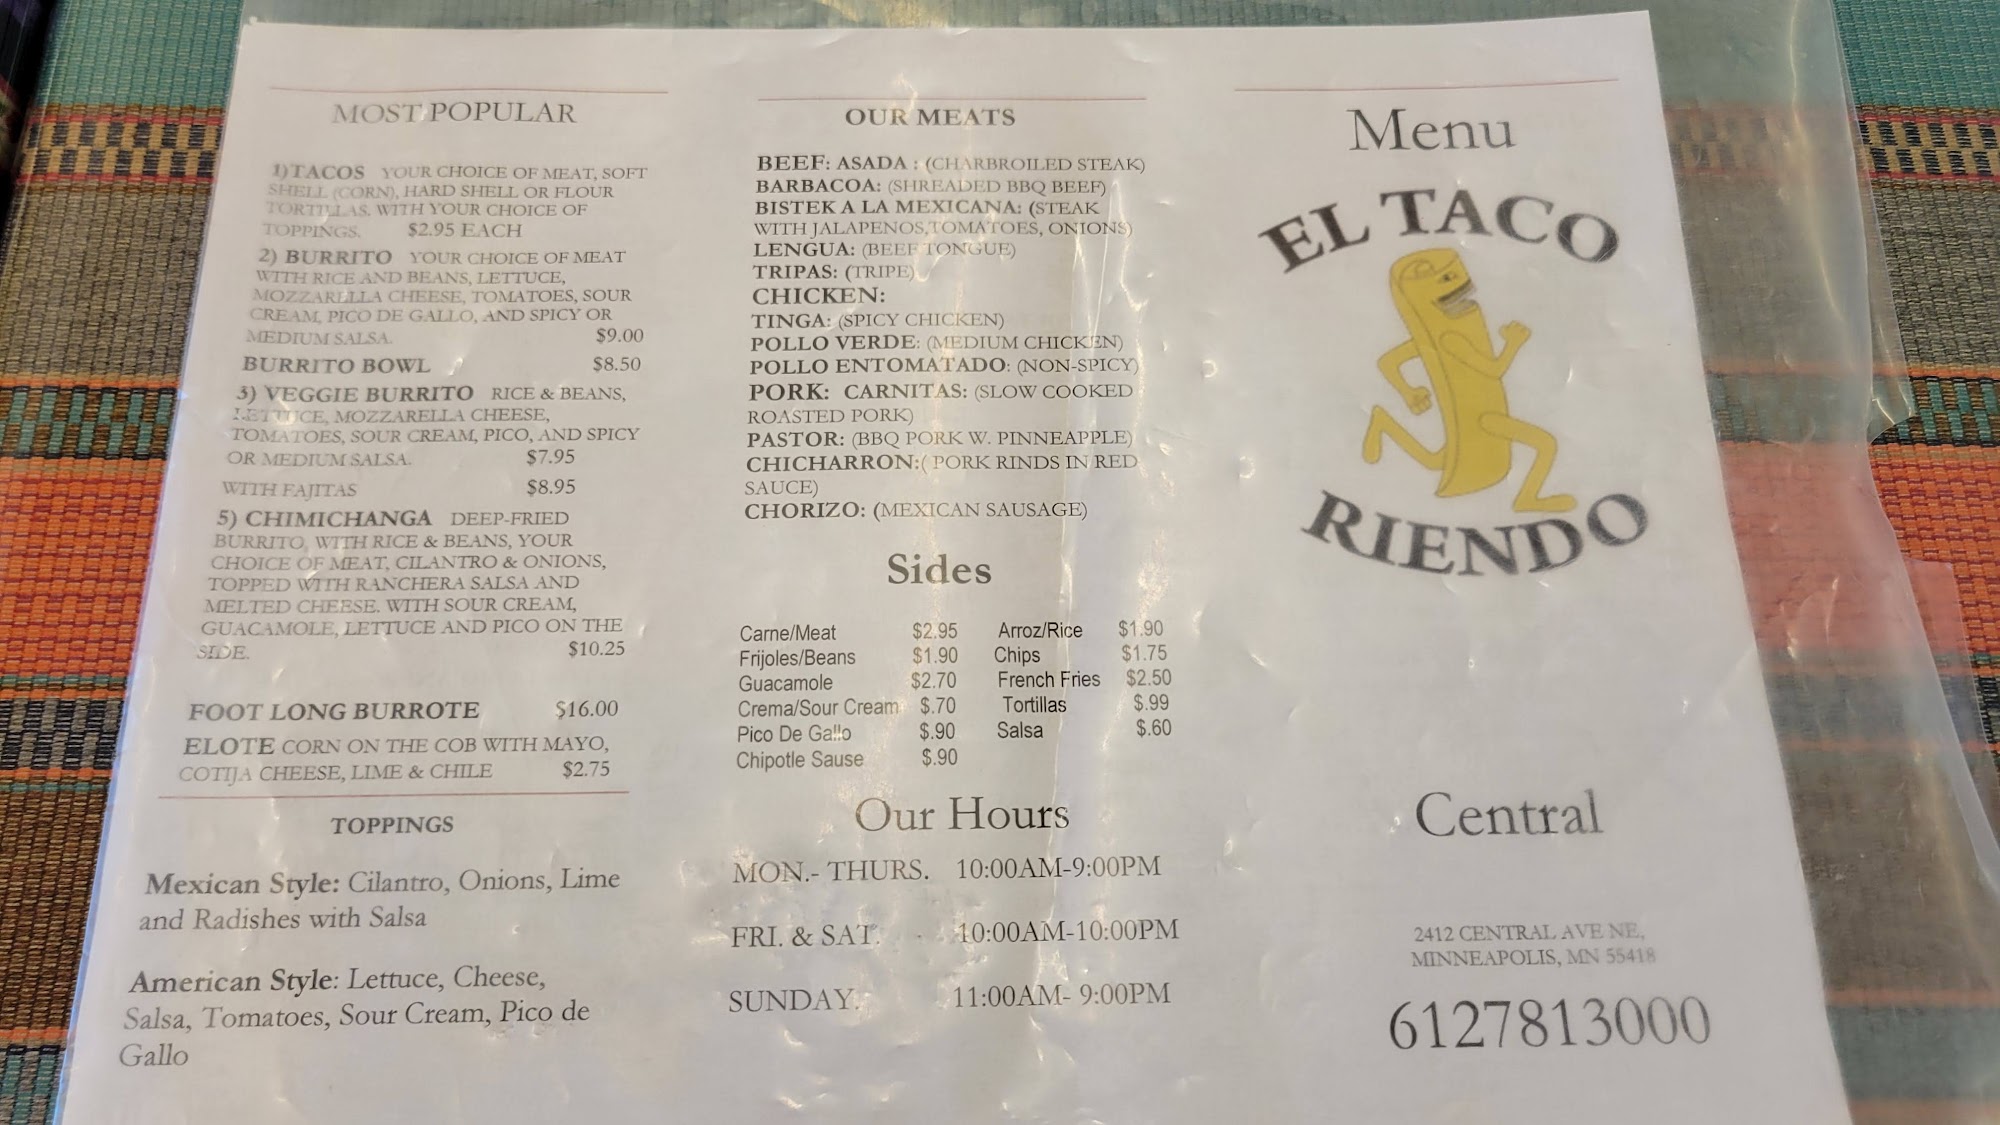 MOST POPULAR
1) TACOS YOUR CHOICE OF MEAT, SOFT
SHELL (CORN), HARD SHELL OR FLOUR
TORTILLAS. WITH YOUR CHOICE OF
TOPPINGS. $2.95 EACH
2) BURRITO YOUR CHOICE OF MEAT
WITH RICE AND BEANS, LETTUCE,
MOZZARELLA CHEESE, TOMATOES, SOUR
CREAM, PICO DE GALLO, AND SPICY OR
MEDIUM SALSA. $9.00
BURRITO BOWL $8.50
3) VEGGIE BURRITO RICE & BEANS,
LETTUCE, MOZZARELLA CHEESE,
TOMATOES, SOUR CREAM, PICO, AND SPICY
OR MEDIUM SALSA. $7.95
WITH FAJITAS $8.95
5) CHIMICHANGA DEEP-FRIED
BURRITO, WITH RICE & BEANS, YOUR
CHOICE OF MEAT, CILANTRO & ONIONS,
TOPPED WITH RANCHERA SALSA AND
MELTED CHEESE. WITH SOUR CREAM,
GUACAMOLE, LETTUCE AND PICO ON THE
SIDE. $10.25
FOOT LONG BURROTE $16.00
ELOTE CORN ON THE COB WITH MAYO,
COTIJA CHEESE, LIME & CHILE $2.75
TOPPINGS
Mexican Style: Cilantro, Onions, Lime
and Radishes with Salsa
American Style: Lettuce, Cheese,
Salsa, Tomatoes, Sour Cream, Pico de
Gallo
OUR MEATS
BEEF: ASADA : (CHARBROILED STEAK)
BARBACOA: (SHREADED BBQ BEEF)
BISTEK A LA MEXICANA: (STEAK
WITH JALAPENOS,TOMATOES, ONIONS)
LENGUA: (BEEF TONGUE)
TRIPAS: (TRIPE)
CHICKEN:
TINGA: (SPICY CHICKEN)
POLLO VERDE: (MEDIUM CHICKEN)
POLLO ENTOMATADO: (NON-SPICY)
PORK: CARNITAS: (SLOW COOKED
ROASTED PORK)
PASTOR: (BBQ PORK W. PINNEAPPLE)
CHICHARRON:( PORK RINDS IN RED
SAUCE)
CHORIZO: (MEXICAN SAUSAGE)
Sides
Carne/Meat $2.95 Arroz/Rice $1.90
Frijoles/Beans $1.90 Chips $1.75
Guacamole $2.70 French Fries $2.50
Crema/Sour Cream $.70 Tortillas $.99
Pico De Gallo $.90 Salsa $.60
Chipotle Sause $.90
Our Hours
MON.- THURS. 10:00AM-9:00PM
FRI. & SAT. 10:00AM-10:00PM
SUNDAY. 11:00AM- 9:00PM
Menu
EL TACO
RIENDO
Central
2412 CENTRAL AVE NE,
MINNEAPOLIS, MN 55418
6127813000